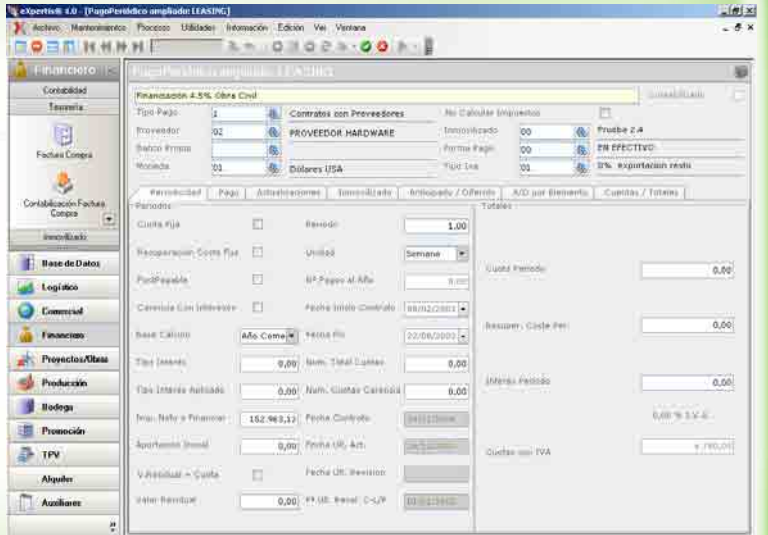 eXpertis® 4.0 - [PagoPeriódico ampliado: LEASING]
Archivo Mantenimientos Procesos Utilidades Información Edición Ver Ventana
Financiero
PagoPeriódico ampliado: LEASING
Contabilidad
Tesorería
Factura Compra
Contabilización Factura Compra
Inmovilizado
Base de Datos
Logístico
Comercial
Financiero
Proyectos/Obras
Producción
Bodega
Promoción
TPV
Alquiler
Auxiliares
Financiación 4.5% Obra Civil
Contabilizado
Tipo Pago 1 Contratos con Proveedores No Calcular Impuestos
Proveedor 02 PROVEEDOR HARDWARE Inmovilizado 00 Prueba 2.4
Banco Propio Forma Pago 00 EN EFECTIVO
Moneda 01 Dólares USA Tipo Iva 01 0% exportacion resto
Periodicidad Pago Actualizaciones Inmovilizado Anticipado / Diferido A/D por Elemento Cuentas / Totales
Periodos
Totales
Cuota Fija Periodo 1.00
Recuperacion Coste Fija Unidad Semana
Cuota Periodo 0,00
PostPagable Nº Pagos al Año 0,00
Carencia Con Intereses Fecha Inicio Contrato
Recuper. Coste Per. 0,00
Base Calculo Año Come Fecha Fin
Tipo Interés 0,00 Num. Total Cuotas 0,00
Interés Periodo 0,00
Tipo Interés Aplicado 0,00 Num. Cuotas Carencia 0,00
0,00 % I.V.A.
Imp. Neto a Financiar 152.963,12 Fecha Contrato
Aportación Inicial 0,00 Fecha Ult. Act.
Cuotas con IVA
V.Residual = Cuota Fecha Ult. Revision
Valor Residual 0,00